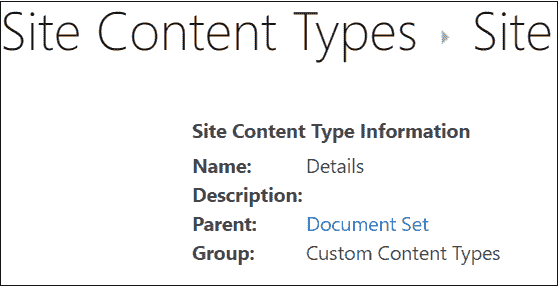 Site Content Types ▸ Site
Site Content Type Information
Name: Details
Description:
Parent: Document Set
Group: Custom Content Types